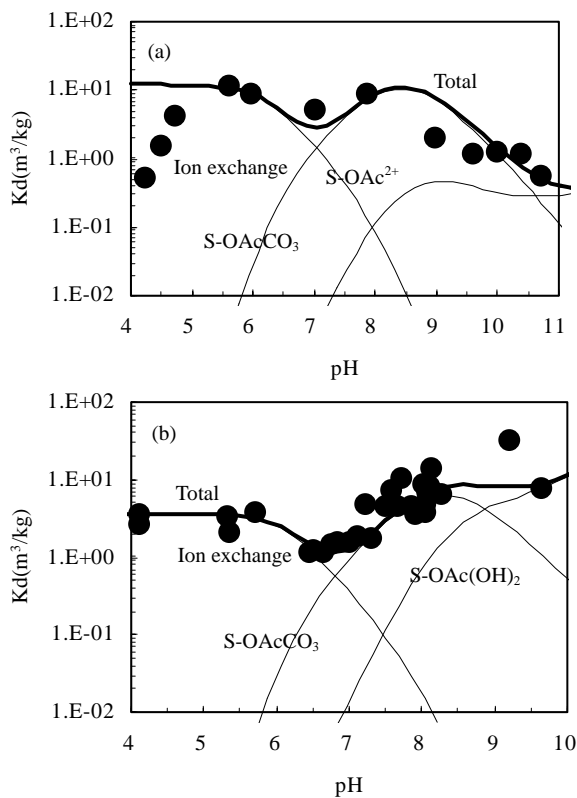 1.E+02
(a)
1.E+01
Total
1.E+00
Ion exchange
S-OAc²⁺
1.E-01
S-OAcCO₃
1.E-02
Kd(m³/kg)
4 5 6 7 8 9 10 11
pH
1.E+02
(b)
1.E+01
Total
1.E+00
Ion exchange
S-OAc(OH)₂
1.E-01
S-OAcCO₃
1.E-02
Kd(m³/kg)
4 5 6 7 8 9 10
pH